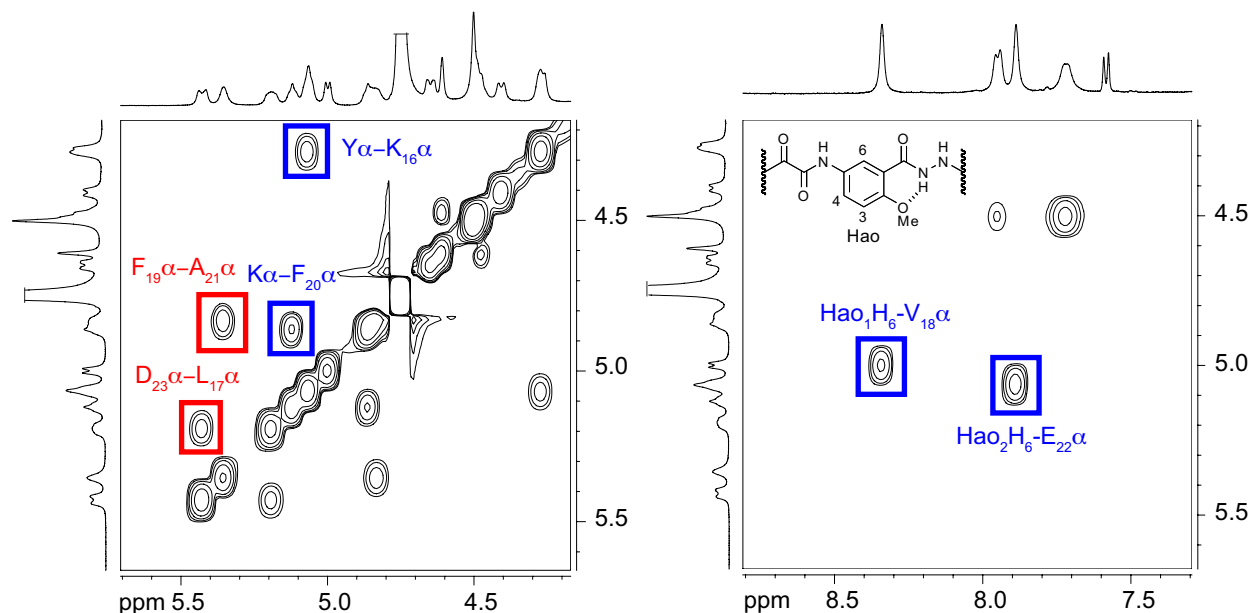 Yα–K₁₆α
F₁₉α–A₂₁α
Kα–F₂₀α
D₂₃α–L₁₇α
4.5
5.0
5.5
ppm 5.5 5.0 4.5
O
H
N
O
6
O
H
N
N
H
O
Me
4
3
Hao
Hao₁H₆-V₁₈α
Hao₂H₆-E₂₂α
4.5
5.0
5.5
ppm 8.5 8.0 7.5